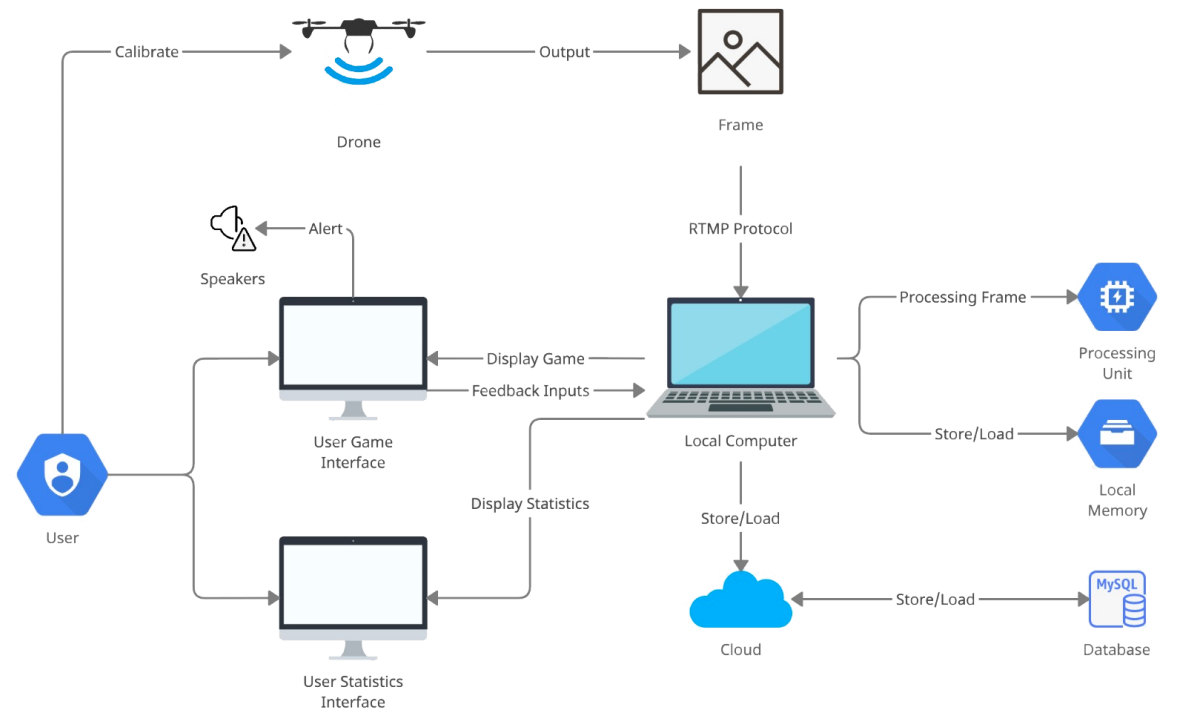 Calibrate
Output
Drone
Frame
RTMP Protocol
Alert
Speakers
Processing Frame
Processing
Unit
Display Game
Feedback Inputs
User Game
Interface
Local Computer
Store/Load
Local
Memory
Display Statistics
Store/Load
User
MySQL
Store/Load
Cloud
Database
User Statistics
Interface